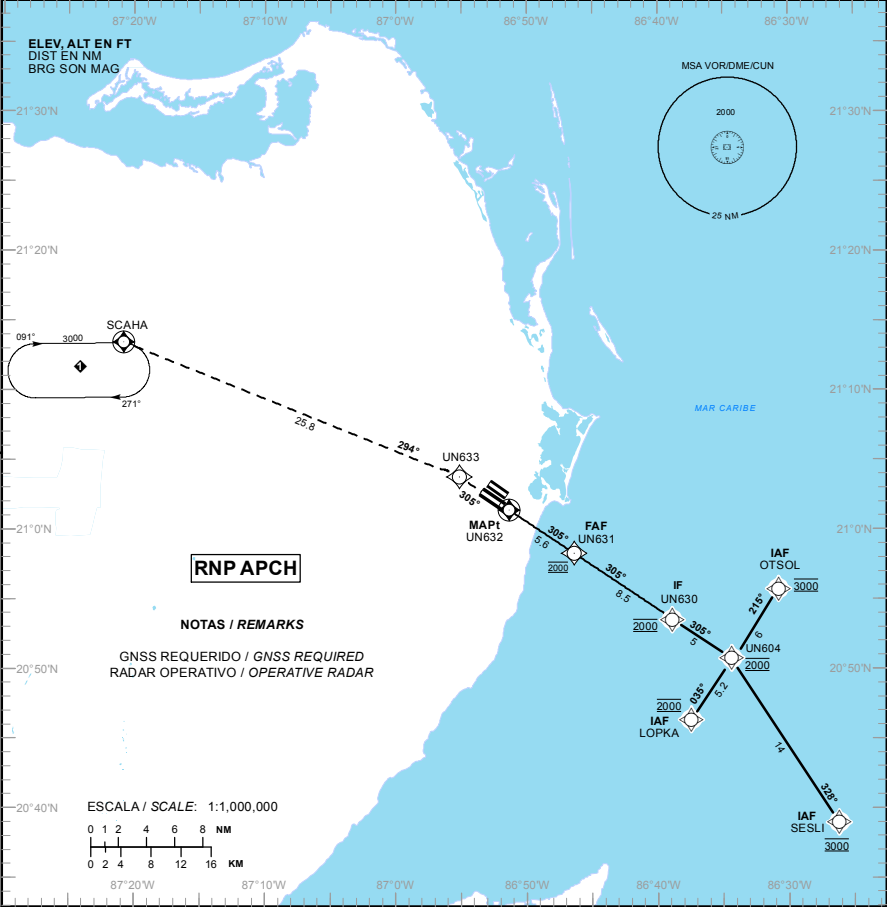 87°20'W 87°10'W 87°0'W 86°50'W 86°40'W 86°30'W
ELEV, ALT EN FT
DIST EN NM
BRG SON MAG
MSA VOR/DME/CUN
2000
25 NM
21°30'N 21°30'N
21°20'N 21°20'N
SCAHA
091°
3000
1
271°
21°10'N
MAR CARIBE
25.8
294°
UN633
305°
MAPt
UN632
21°0'N 21°0'N
305°
5.6
FAF
UN631
2000
305°
8.5
IF
UN630
2000
305°
5
IAF
OTSOL
3000
215°
6
UN604
2000
20°50'N 20°50'N
035°
5.2
2000
IAF
LOPKA
14
328°
IAF
SESLI
3000
RNP APCH
NOTAS / REMARKS
GNSS REQUERIDO / GNSS REQUIRED
RADAR OPERATIVO / OPERATIVE RADAR
20°40'N 20°40'N
ESCALA / SCALE: 1:1,000,000
0 1 2 4 6 8 NM
0 2 4 8 12 16 KM
87°20'W 87°10'W 87°0'W 86°50'W 86°40'W 86°30'W